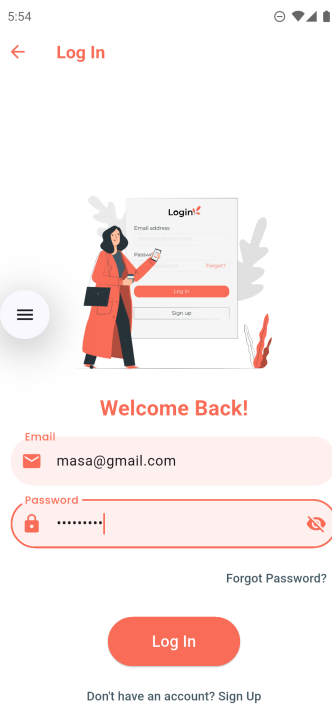 5:54
Log In
Login
Email address
Password
Forgot?
Log in
Sign up
Welcome Back!
Email
masa@gmail.com
Password
•••••••••
Forgot Password?
Log In
Don't have an account? Sign Up